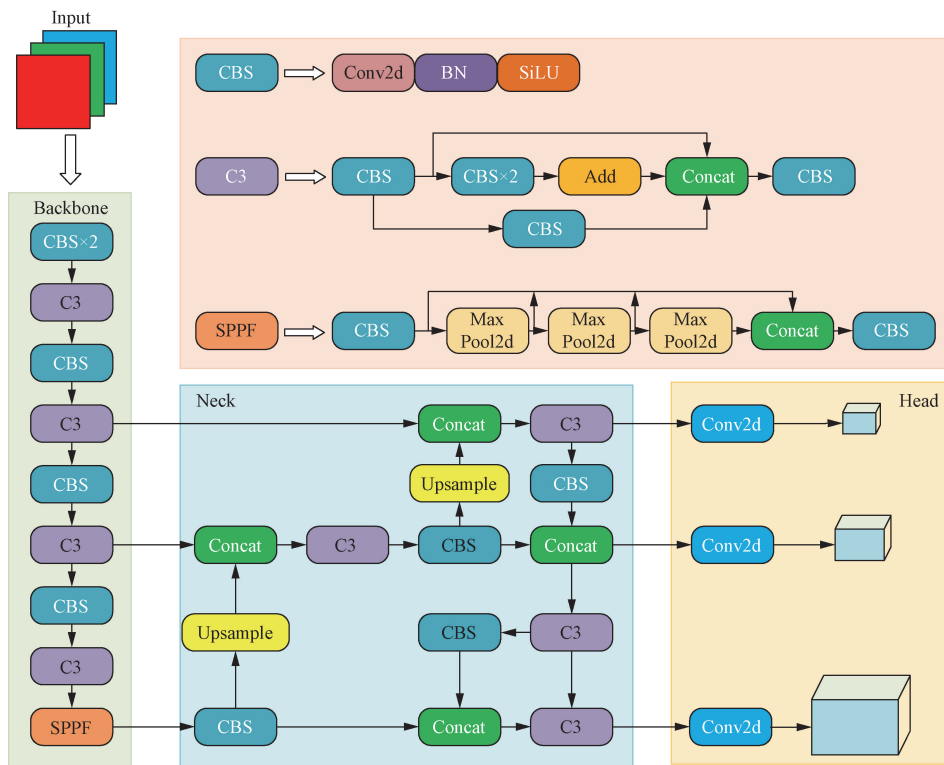 Input
CBS
Conv2d
BN
SiLU
C3
CBS
CBS×2
Add
Concat
CBS
CBS
SPPF
CBS
Max
Pool2d
Max
Pool2d
Max
Pool2d
Concat
CBS
Backbone
CBS×2
C3
CBS
C3
CBS
C3
CBS
C3
SPPF
Neck
Concat
C3
Upsample
CBS
Concat
C3
CBS
Concat
Upsample
CBS
C3
CBS
Concat
C3
Head
Conv2d
Conv2d
Conv2d